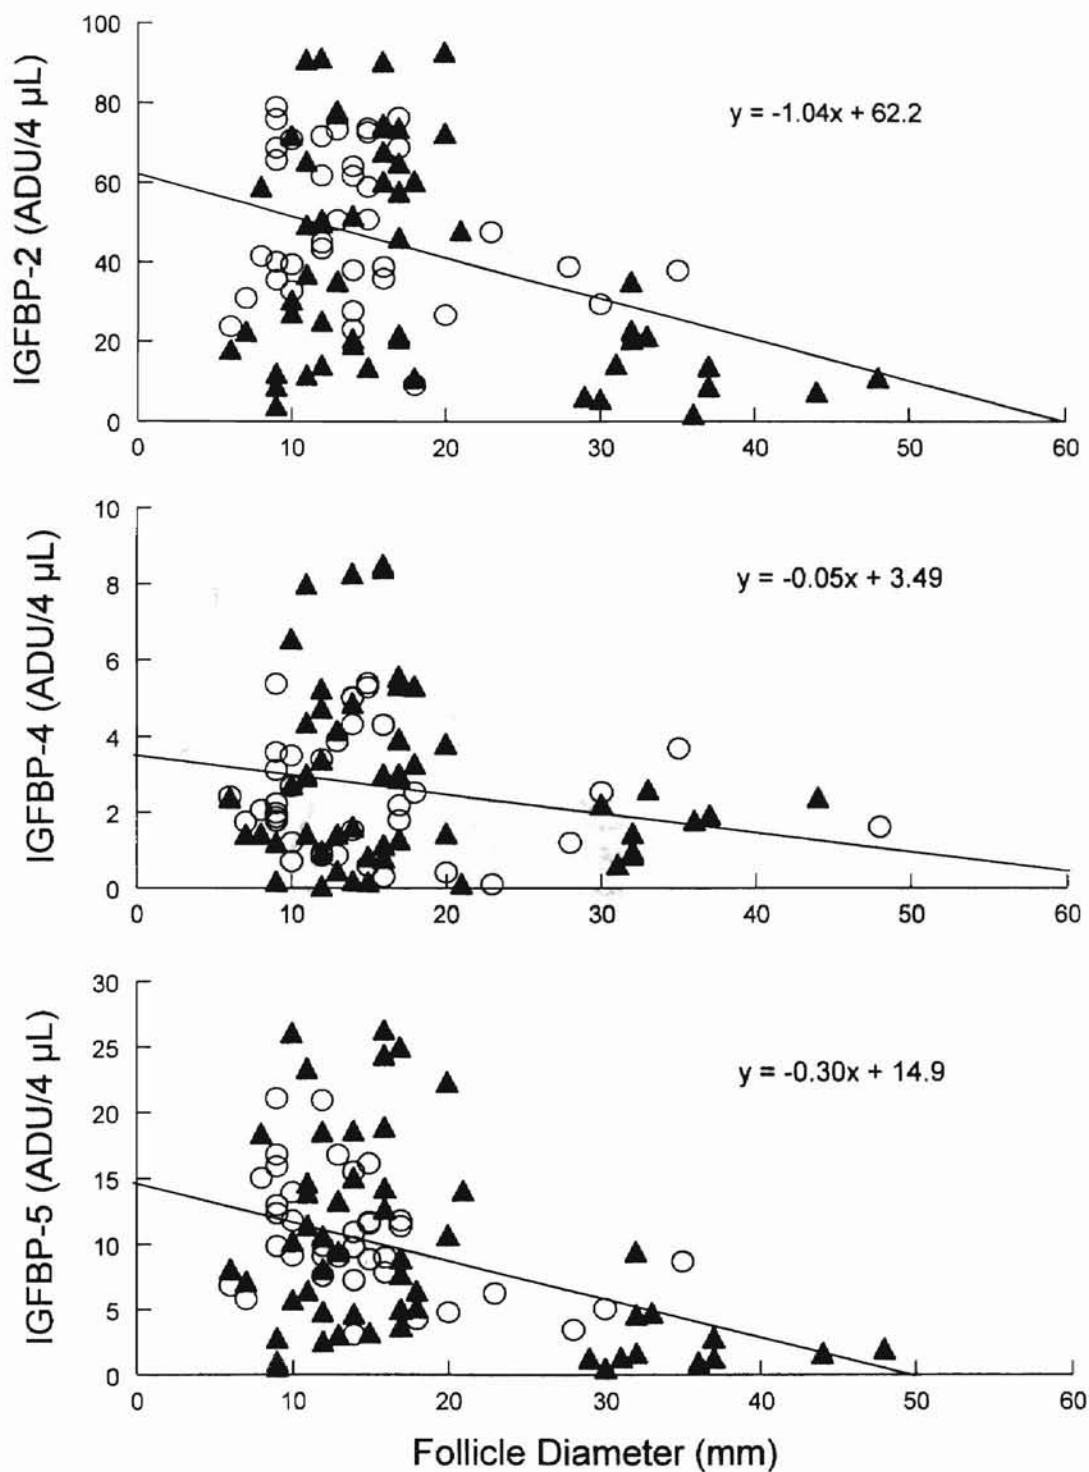 IGFBP-2 (ADU/4 µL)
100
80
60
40
20
0
y = -1.04x + 62.2
0 10 20 30 40 50 60
IGFBP-4 (ADU/4 µL)
10
8
6
4
2
0
y = -0.05x + 3.49
0 10 20 30 40 50 60
IGFBP-5 (ADU/4 µL)
30
25
20
15
10
5
0
y = -0.30x + 14.9
0 10 20 30 40 50 60
Follicle Diameter (mm)